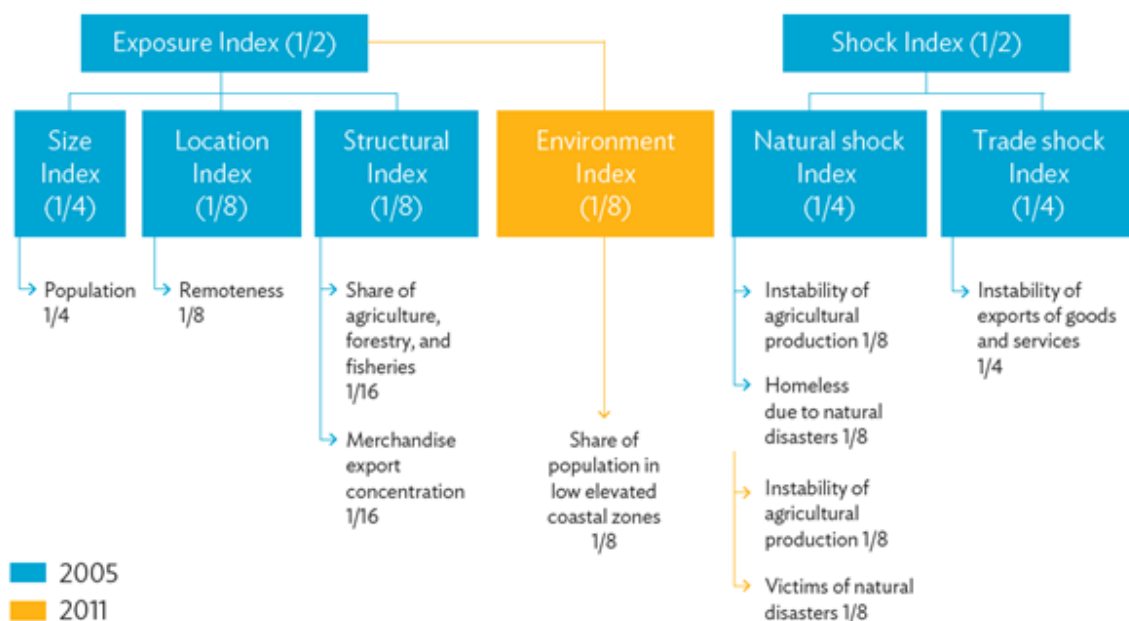 Exposure Index (1/2)
Shock Index (1/2)
Size
Index
(1/4)
Location
Index
(1/8)
Structural
Index
(1/8)
Environment
Index
(1/8)
Natural shock
Index
(1/4)
Trade shock
Index
(1/4)
Population
1/4
Remoteness
1/8
Share of
agriculture,
forestry, and
fisheries
1/16
Merchandise
export
concentration
1/16
Share of
population in
low elevated
coastal zones
1/8
Instability of
agricultural
production 1/8
Homeless
due to natural
disasters 1/8
Instability of
agricultural
production 1/8
Victims of natural
disasters 1/8
Instability of
exports of goods
and services
1/4
2005
2011